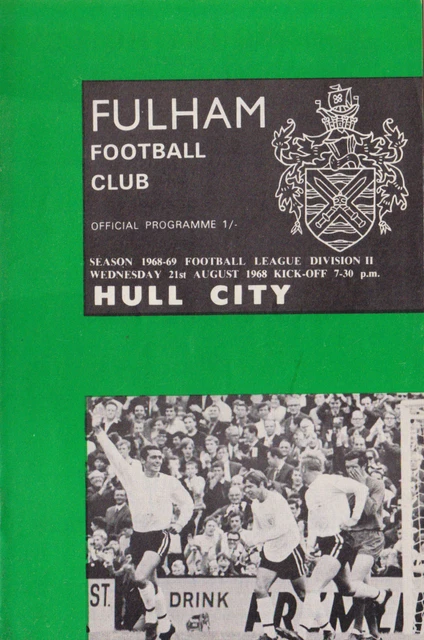 FULHAM
FOOTBALL
CLUB
OFFICIAL PROGRAMME 1/-
SEASON 1968-69 FOOTBALL LEAGUE DIVISION II
WEDNESDAY 21st AUGUST 1968 KICK-OFF 7-30 p.m.
HULL CITY
ST. DRINK